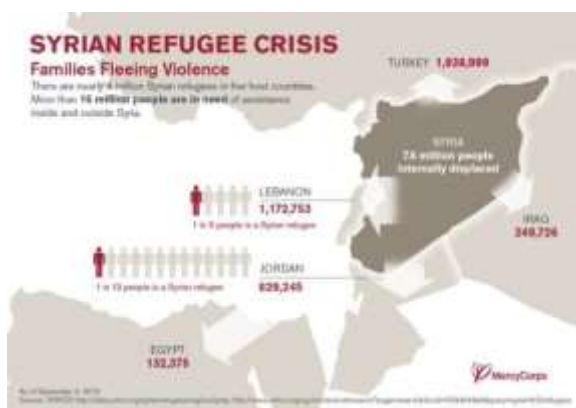 SYRIAN REFUGEE CRISIS
Families Fleeing Violence
There are nearly 4 million Syrian refugees in five host countries.
More than 16 million people are in need of assistance
inside and outside Syria.
TURKEY 1,938,999
SYRIA
7.6 million people
internally displaced
LEBANON
1,172,753
1 in 5 people is a Syrian refugee
IRAQ
249,726
JORDAN
629,245
1 in 13 people is a Syrian refugee
EGYPT
132,375
MercyCorps
As of September